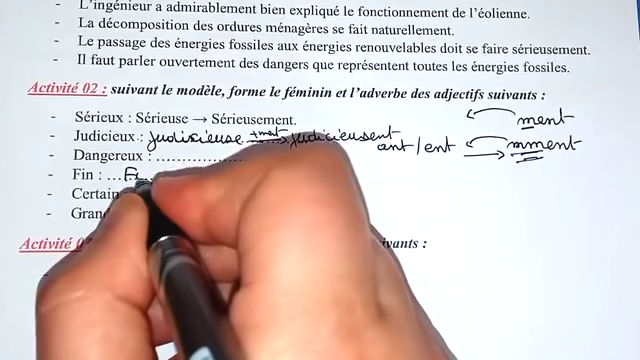 - L'ingénieur a admirablement bien expliqué le fonctionnement de l'éolienne.
- La décomposition des ordures ménagères se fait naturellement.
- Le passage des énergies fossiles aux énergies renouvelables doit se faire sérieusement.
- Il faut parler ouvertement des dangers que représentent toutes les énergies fossiles.
Activité 02 : suivant le modèle, forme le féminin et l'adverbe des adjectifs suivants :
- Sérieux : Sérieuse → Sérieusement. ment
- Judicieux : judicieuse +ment judicieusent ant/ent mment
- Dangereux : ................
- Fin : ...
- Certain
- Gran
Activité 0 ivants :